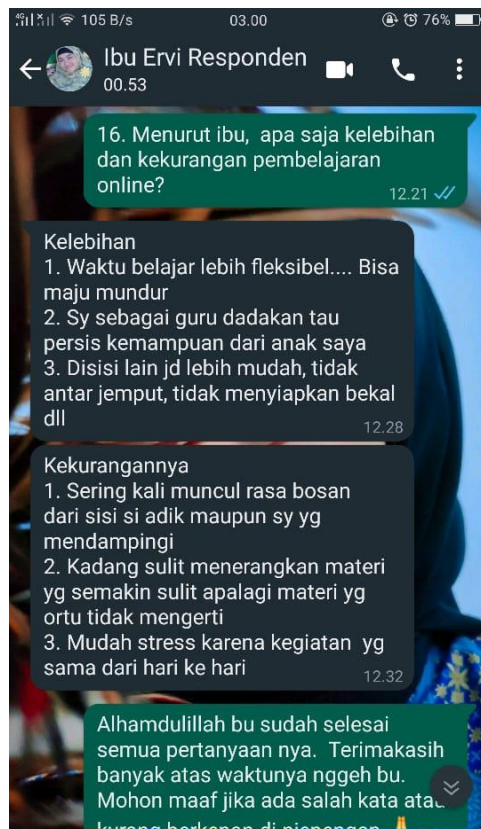 4G 105 B/s 03.00 76%
Ibu Ervi Responden
00.53
16. Menurut ibu, apa saja kelebihan
dan kekurangan pembelajaran
online?
12.21
Kelebihan
1. Waktu belajar lebih fleksibel.... Bisa
maju mundur
2. Sy sebagai guru dadakan tau
persis kemampuan dari anak saya
3. Disisi lain jd lebih mudah, tidak
antar jemput, tidak menyiapkan bekal
dll
12.28
Kekurangannya
1. Sering kali muncul rasa bosan
dari sisi si adik maupun sy yg
mendampingi
2. Kadang sulit menerangkan materi
yg semakin sulit apalagi materi yg
ortu tidak mengerti
3. Mudah stress karena kegiatan yg
sama dari hari ke hari
12.32
Alhamdulillah bu sudah selesai
semua pertanyaan nya. Terimakasih
banyak atas waktunya nggeh bu.
Mohon maaf jika ada salah kata atau
kurang berkenan di